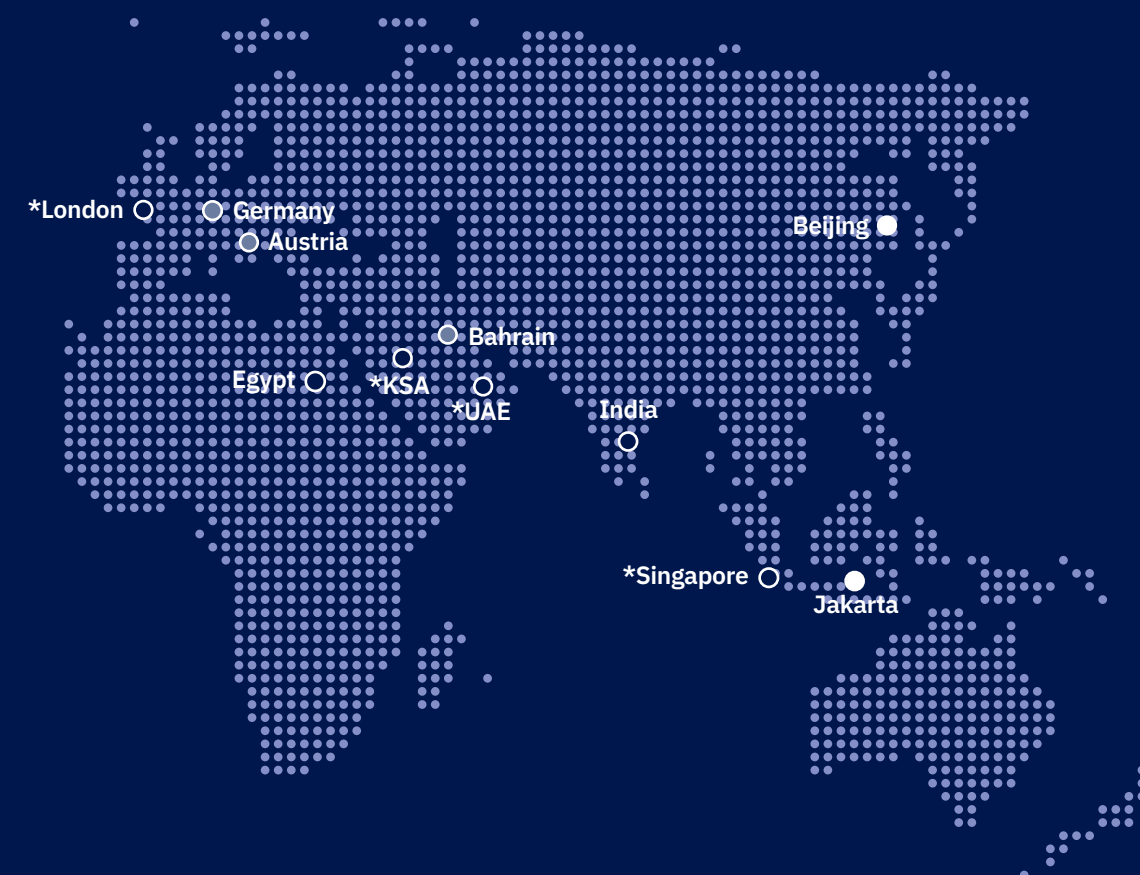 *London
Germany
Beijing
Austria
Bahrain
Egypt
*KSA
*UAE
India
*Singapore
Jakarta